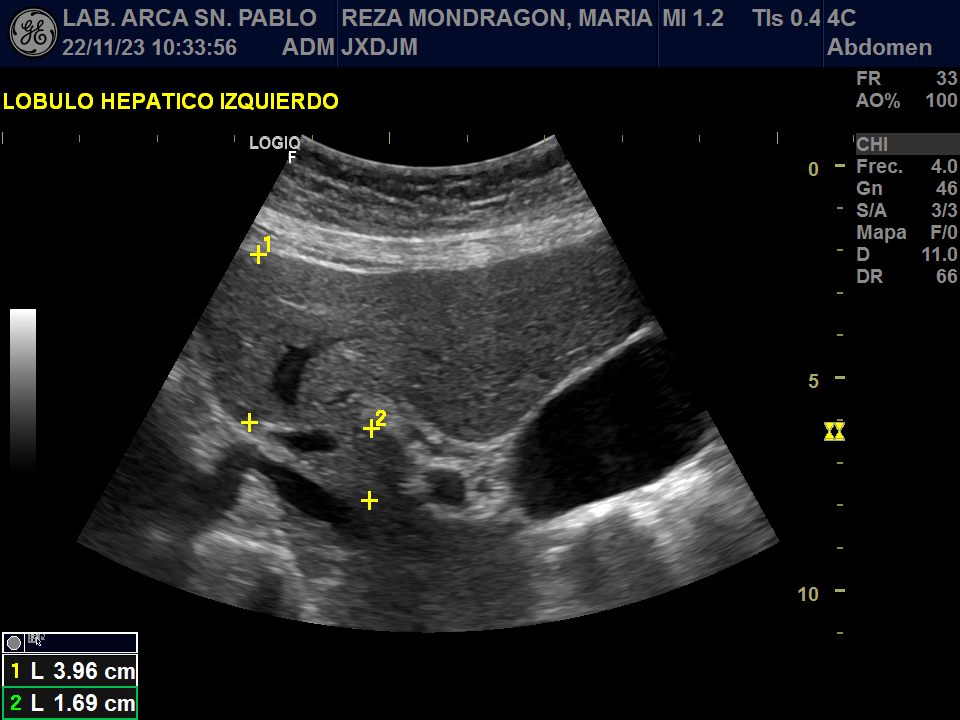 LAB. ARCA SN. PABLO REZA MONDRAGON, MARIA MI 1.2 TIs 0.4 4C
22/11/23 10:33:56 ADM JXDJM Abdomen
LOBULO HEPATICO IZQUIERDO
FR 33
AO% 100
LOGIQ
F
CHI
Frec. 4.0
Gn 46
S/A 3/3
Mapa F/0
D 11.0
DR 66
0
1
5
2
10
1 L 3.96 cm
2 L 1.69 cm